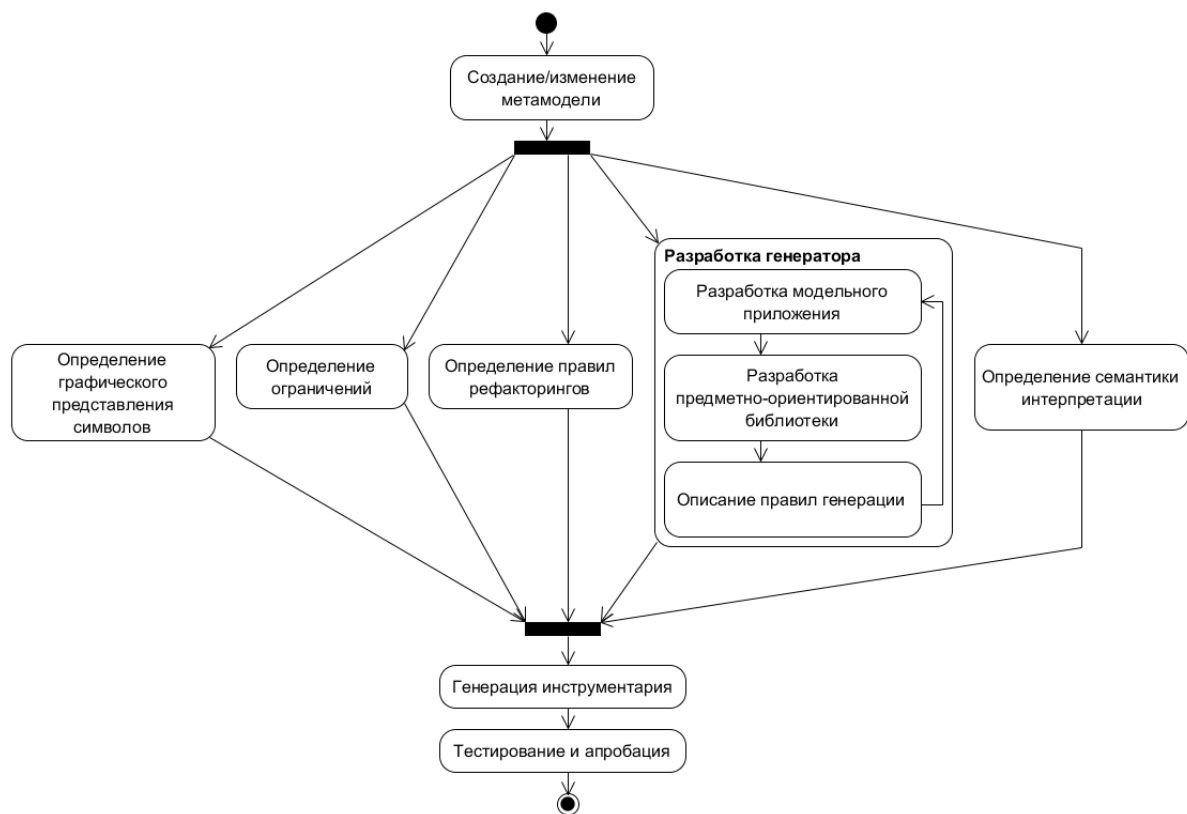 Создание/изменение
метамодели
Разработка генератора
Разработка модельного
приложения
Определение
графического
представления
символов
Определение
ограничений
Определение правил
рефакторингов
Разработка
предметно-ориентированной
библиотеки
Определение семантики
интерпретации
Описание правил генерации
Генерация инструментария
Тестирование и апробация